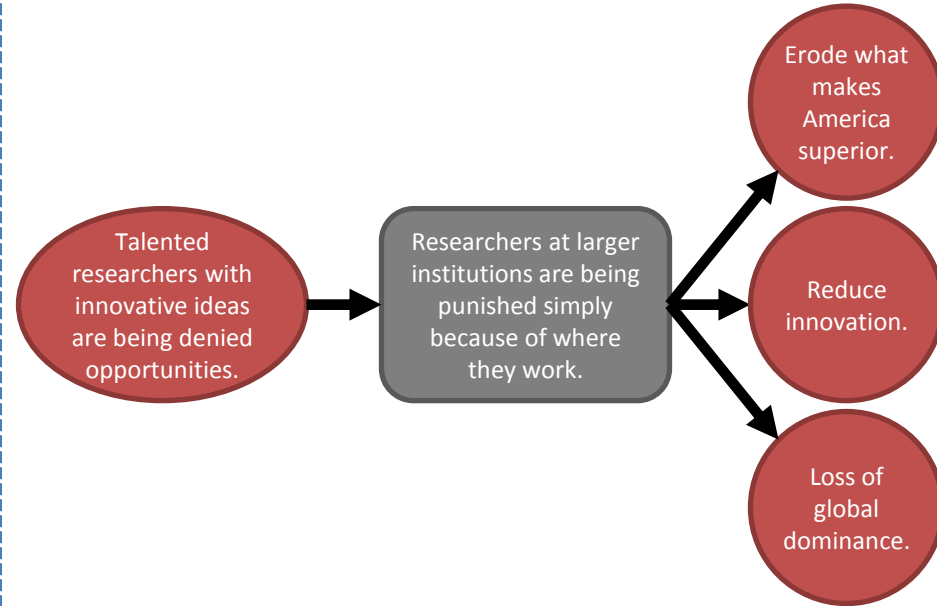 Talented
researchers with
innovative ideas
are being denied
opportunities.
Researchers at larger
institutions are being
punished simply
because of where
they work.
Erode what
makes
America
superior.
Reduce
innovation.
Loss of
global
dominance.